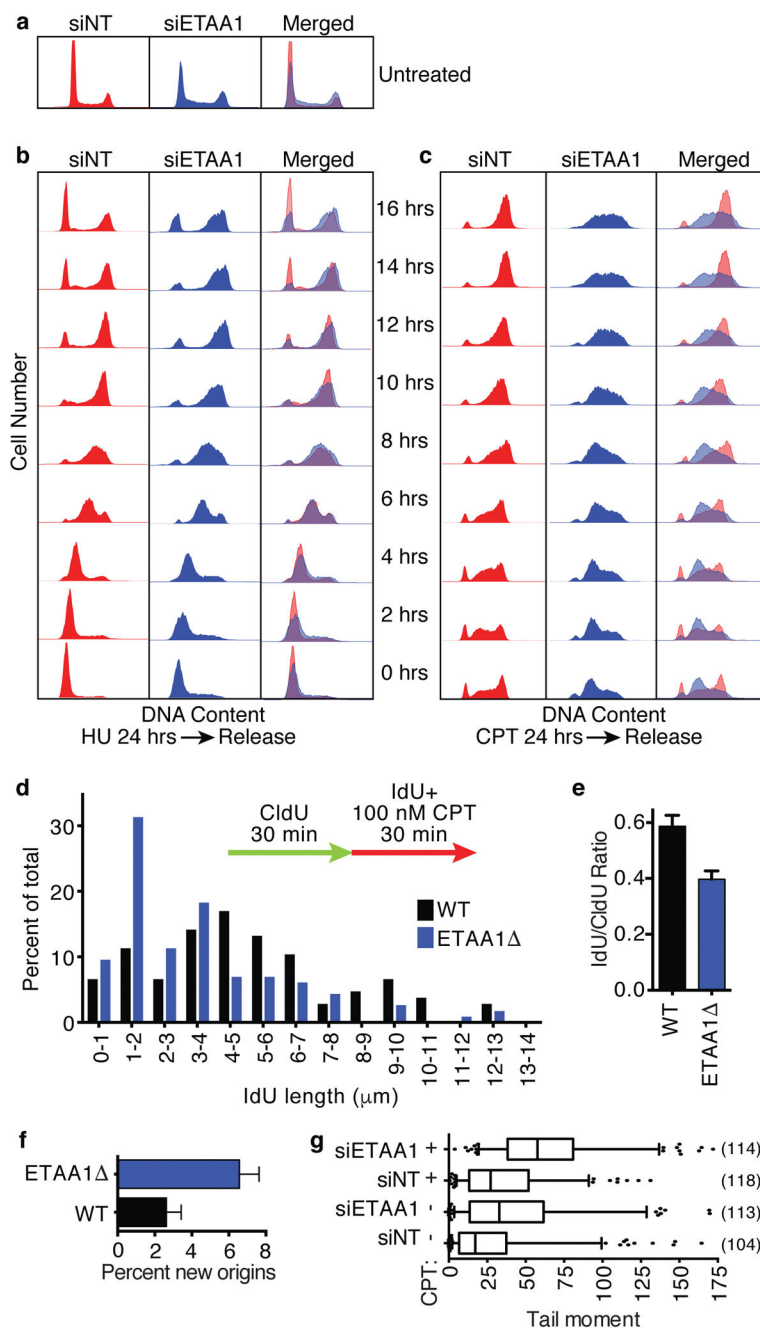 a
siNT siETAA1 Merged
Untreated
b
siNT siETAA1 Merged
c
siNT siETAA1 Merged
Cell Number
16 hrs
14 hrs
12 hrs
10 hrs
8 hrs
6 hrs
4 hrs
2 hrs
0 hrs
DNA Content
HU 24 hrs → Release
DNA Content
CPT 24 hrs → Release
d
CldU
30 min
IdU+
100 nM CPT
30 min
WT
ETAA1Δ
Percent of total
30
20
10
0
0-1 1-2 2-3 3-4 4-5 5-6 6-7 7-8 8-9 9-10 10-11 11-12 12-13 13-14
IdU length (μm)
e
IdU/CldU Ratio
0.6
0.4
0.2
0.0
WT ETAA1Δ
f
ETAA1Δ
WT
0 2 4 6 8
Percent new origins
g
siETAA1 + (114)
siNT + (118)
siETAA1 - (113)
siNT - (104)
CPT:
0 25 50 75 100 125 150 175
Tail moment